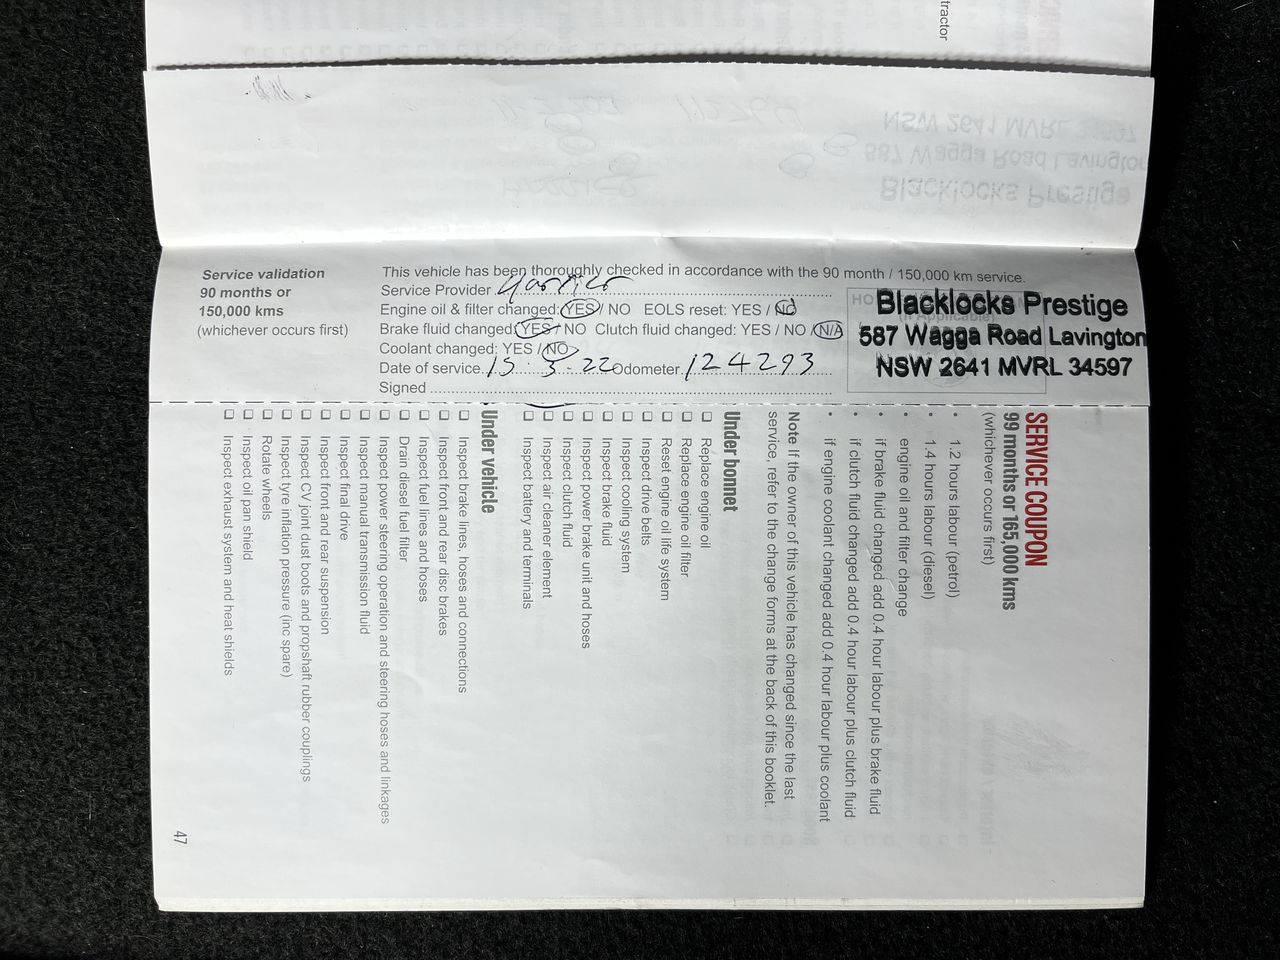 tractor
Service validation
90 months or
150,000 kms
(whichever occurs first)
This vehicle has been thoroughly checked in accordance with the 90 month / 150,000 km service.
Service Provider
Engine oil & filter changed: YES / NO EOLS reset: YES / NO
Brake fluid changed: YES / NO Clutch fluid changed: YES / NO / N/A
Coolant changed: YES / NO
Date of service 15.3-22 Odometer 124293
Signed
Blacklocks Prestige
587 Wagga Road Lavington
NSW 2641 MVRL 34597
SERVICE COUPON
99 months or 165,000 kms
(whichever occurs first)
• 1.2 hours labour (petrol)
• 1.4 hours labour (diesel)
• engine oil and filter change
• if brake fluid changed add 0.4 hour labour plus brake fluid
• if clutch fluid changed add 0.4 hour labour plus clutch fluid
• if engine coolant changed add 0.4 hour labour plus coolant
Note If the owner of this vehicle has changed since the last
service, refer to the change forms at the back of this booklet.
Under bonnet
❏ Replace engine oil
❏ Replace engine oil filter
❏ Reset engine oil life system
❏ Inspect drive belts
❏ Inspect cooling system
❏ Inspect brake fluid
❏ Inspect power brake unit and hoses
❏ Inspect clutch fluid
❏ Inspect air cleaner element
❏ Inspect battery and terminals
Under vehicle
❏ Inspect brake lines, hoses and connections
❏ Inspect front and rear disc brakes
❏ Inspect fuel lines and hoses
❏ Drain diesel fuel filter
❏ Inspect power steering operation and steering hoses and linkages
❏ Inspect manual transmission fluid
❏ Inspect final drive
❏ Inspect front and rear suspension
❏ Inspect CV joint dust boots and propshaft rubber couplings
❏ Inspect tyre inflation pressure (inc spare)
❏ Rotate wheels
❏ Inspect oil pan shield
❏ Inspect exhaust system and heat shields
47